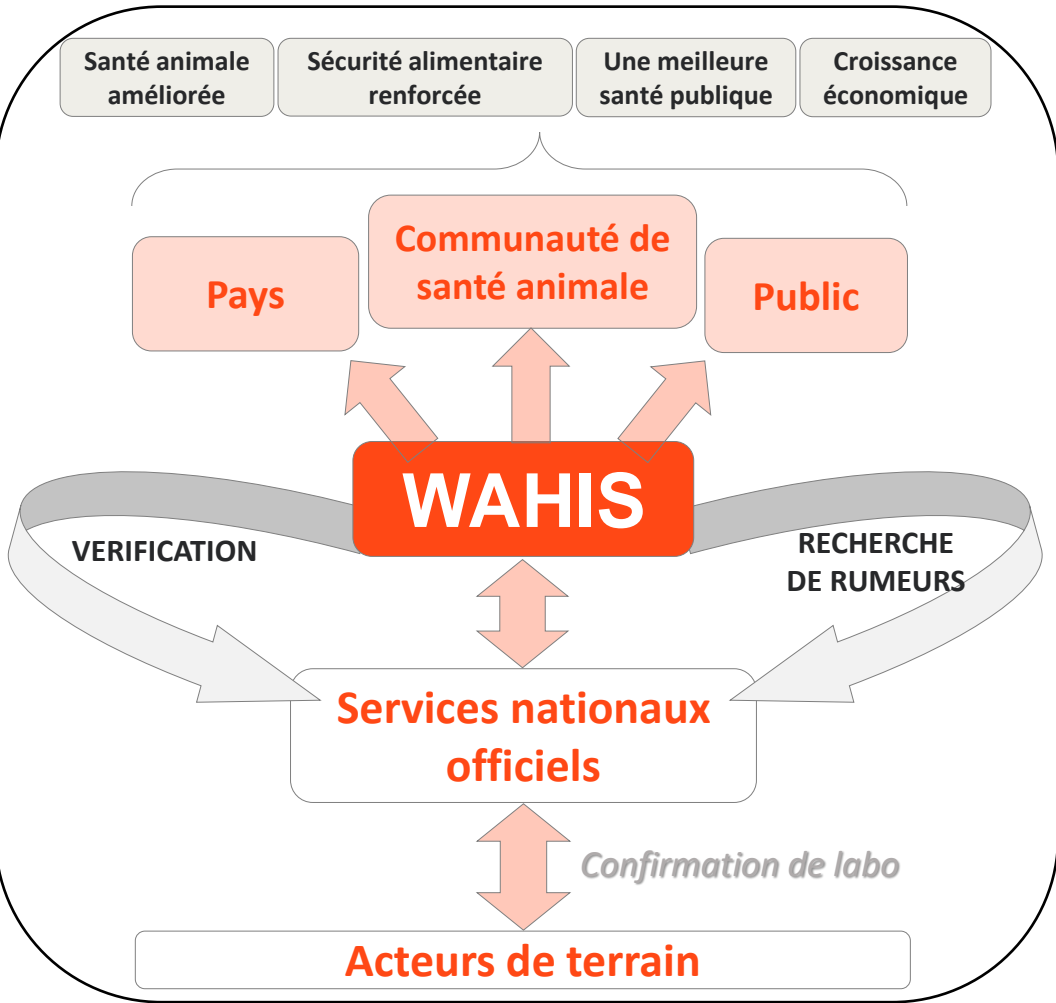 Santé animale
améliorée
Sécurité alimentaire
renforcée
Une meilleure
santé publique
Croissance
économique
Pays
Communauté de
santé animale
Public
WAHIS
VERIFICATION
RECHERCHE
DE RUMEURS
Services nationaux
officiels
Confirmation de labo
Acteurs de terrain